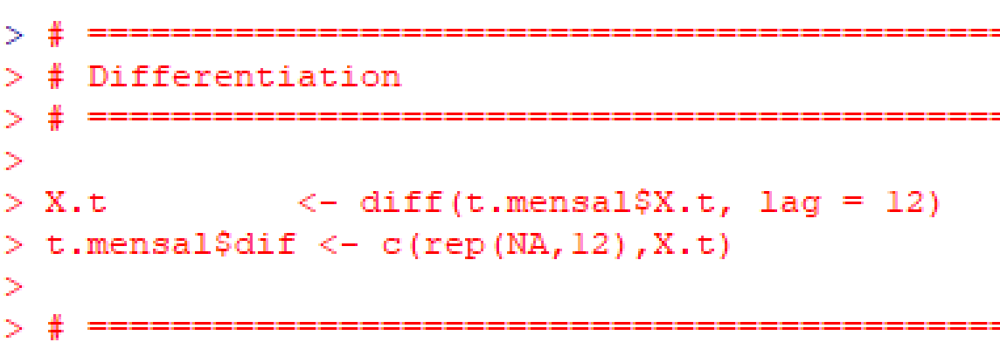 > # ============================================
> # Differentiation
> # ============================================
>
> X.t         <- diff(t.mensal$X.t, lag = 12)
> t.mensal$dif <- c(rep(NA,12),X.t)
>
> # ============================================